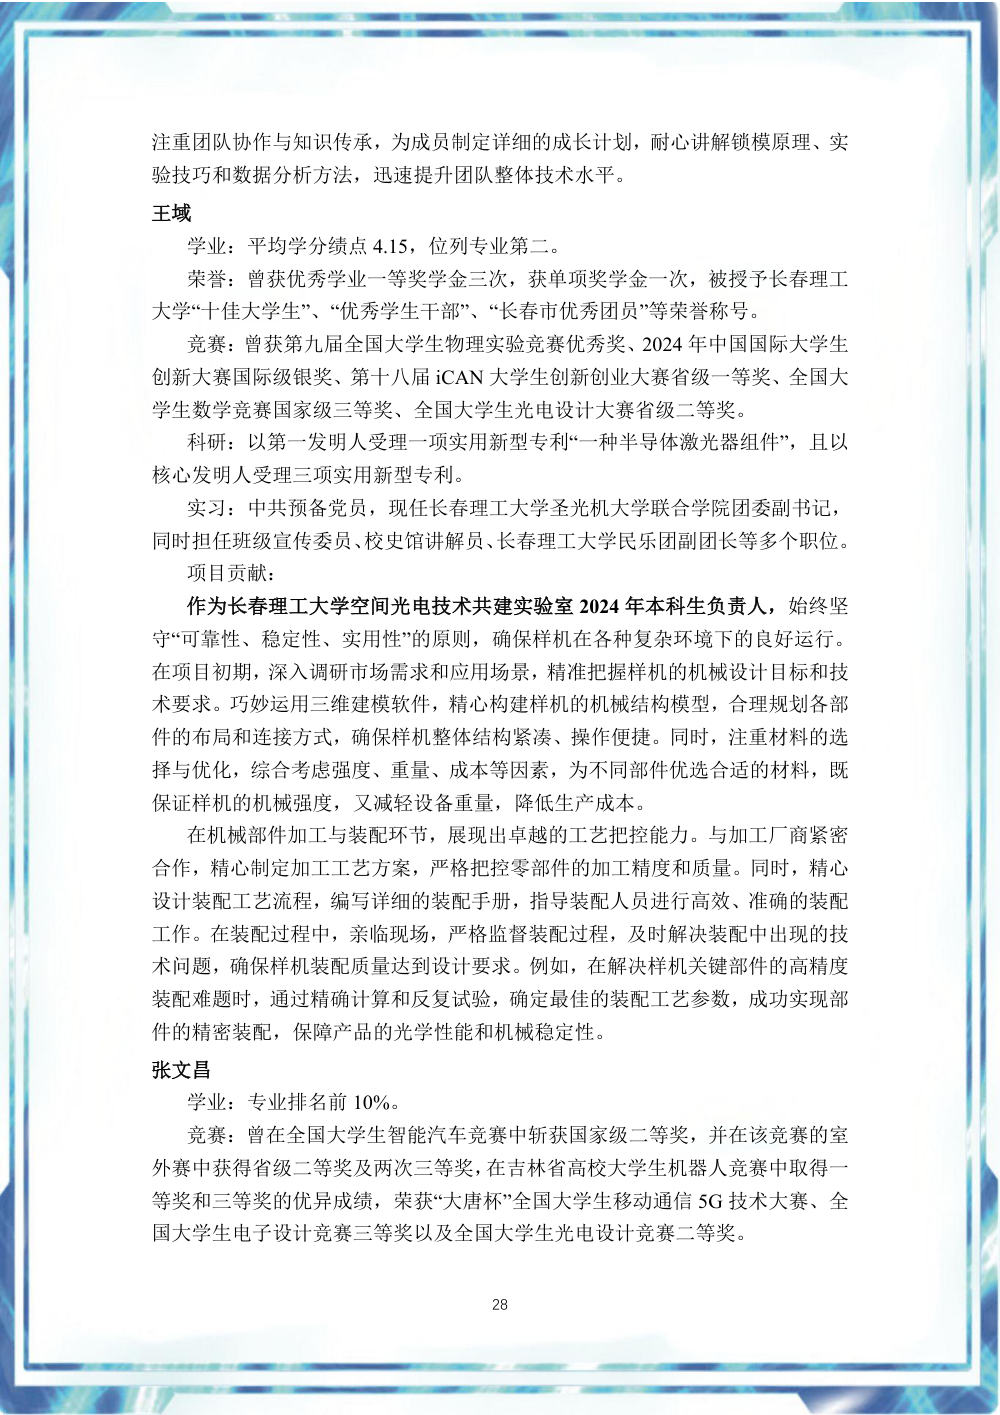 注重团队协作与知识传承，为成员制定详细的成长计划，耐心讲解锁模原理、实
验技巧和数据分析方法，迅速提升团队整体技术水平。
王域
学业：平均学分绩点 4.15，位列专业第二。
荣誉：曾获优秀学业一等奖学金三次，获单项奖学金一次，被授予长春理工
大学“十佳大学生”、“优秀学生干部”、“长春市优秀团员”等荣誉称号。
竞赛：曾获第九届全国大学生物理实验竞赛优秀奖、2024 年中国国际大学生
创新大赛国际级银奖、第十八届 iCAN 大学生创新创业大赛省级一等奖、全国大
学生数学竞赛国家级三等奖、全国大学生光电设计大赛省级二等奖。
科研：以第一发明人受理一项实用新型专利“一种半导体激光器组件”，且以
核心发明人受理三项实用新型专利。
实习：中共预备党员，现任长春理工大学圣光机大学联合学院团委副书记，
同时担任班级宣传委员、校史馆讲解员、长春理工大学民乐团副团长等多个职位。
项目贡献：
作为长春理工大学空间光电技术共建实验室 2024 年本科生负责人，始终坚
守“可靠性、稳定性、实用性”的原则，确保样机在各种复杂环境下的良好运行。
在项目初期，深入调研市场需求和应用场景，精准把握样机的机械设计目标和技
术要求。巧妙运用三维建模软件，精心构建样机的机械结构模型，合理规划各部
件的布局和连接方式，确保样机整体结构紧凑、操作便捷。同时，注重材料的选
择与优化，综合考虑强度、重量、成本等因素，为不同部件优选合适的材料，既
保证样机的机械强度，又减轻设备重量，降低生产成本。
在机械部件加工与装配环节，展现出卓越的工艺把控能力。与加工厂商紧密
合作，精心制定加工工艺方案，严格把控零部件的加工精度和质量。同时，精心
设计装配工艺流程，编写详细的装配手册，指导装配人员进行高效、准确的装配
工作。在装配过程中，亲临现场，严格监督装配过程，及时解决装配中出现的技
术问题，确保样机装配质量达到设计要求。例如，在解决样机关键部件的高精度
装配难题时，通过精确计算和反复试验，确定最佳的装配工艺参数，成功实现部
件的精密装配，保障产品的光学性能和机械稳定性。
张文昌
学业：专业排名前 10%。
竞赛：曾在全国大学生智能汽车竞赛中斩获国家级二等奖，并在该竞赛的室
外赛中获得省级二等奖及两次三等奖，在吉林省高校大学生机器人竞赛中取得一
等奖和三等奖的优异成绩，荣获“大唐杯”全国大学生移动通信 5G 技术大赛、全
国大学生电子设计竞赛三等奖以及全国大学生光电设计竞赛二等奖。
28